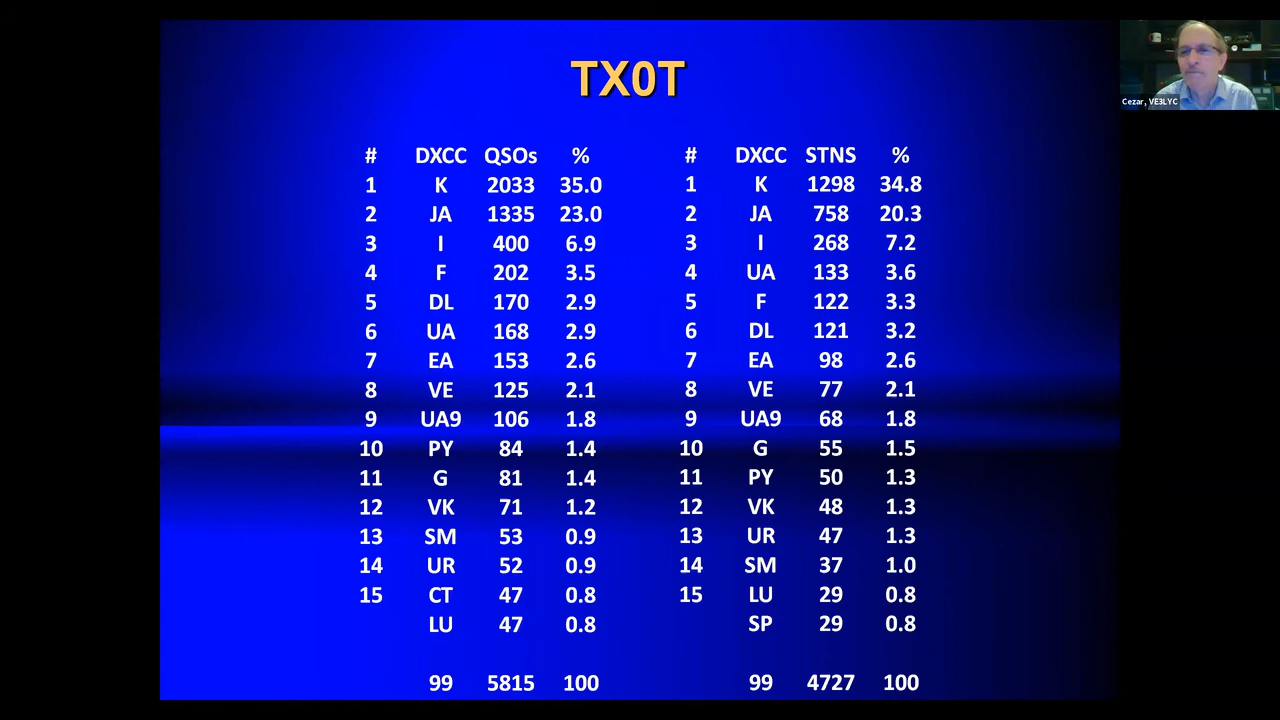 TX0T
Cezar, VE3LYC
# DXCC QSOs % # DXCC STNS %
1 K 2033 35.0 1 K 1298 34.8
2 JA 1335 23.0 2 JA 758 20.3
3 I 400 6.9 3 I 268 7.2
4 F 202 3.5 4 UA 133 3.6
5 DL 170 2.9 5 F 122 3.3
6 UA 168 2.9 6 DL 121 3.2
7 EA 153 2.6 7 EA 98 2.6
8 VE 125 2.1 8 VE 77 2.1
9 UA9 106 1.8 9 UA9 68 1.8
10 PY 84 1.4 10 G 55 1.5
11 G 81 1.4 11 PY 50 1.3
12 VK 71 1.2 12 VK 48 1.3
13 SM 53 0.9 13 UR 47 1.3
14 UR 52 0.9 14 SM 37 1.0
15 CT 47 0.8 15 LU 29 0.8
LU 47 0.8 SP 29 0.8
99 5815 100 99 4727 100